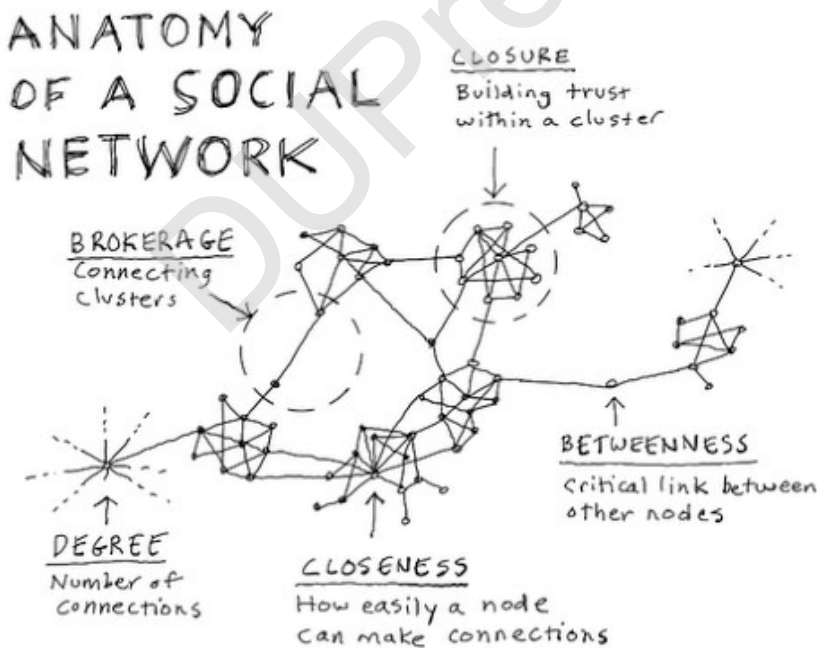 ANATOMY
OF A SOCIAL
NETWORK
CLOSURE
Building trust
within a cluster
BROKERAGE
Connecting
clusters
BETWEENNESS
Critical link between
other nodes
DEGREE
Number of
connections
CLOSENESS
How easily a node
can make connections